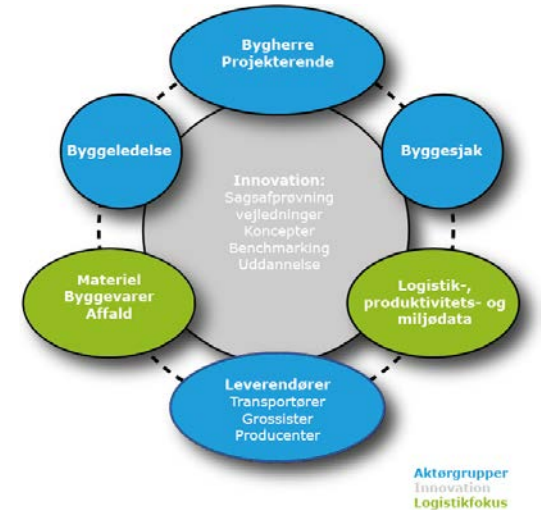 Bygherre
Projekterende
Byggeledelse
Byggesjak
Innovation:
Sagsafprøvning
vejledninger
Koncepter
Benchmarking
Uddannelse
Materiel
Byggevarer
Affald
Logistik-,
produktivitets- og
miljødata
Leverendører
Transportører
Grossister
Producenter
Aktørgrupper
Innovation
Logistikfokus